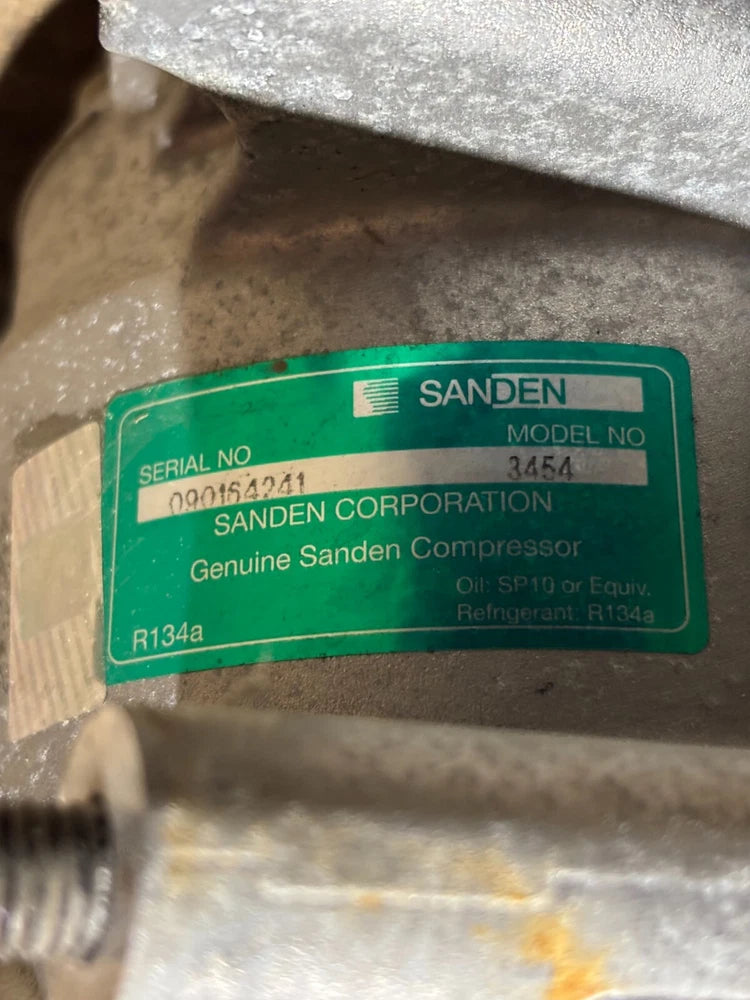 SANDEN
MODEL NO
SERIAL NO
3454
090164241
SANDEN CORPORATION
Genuine Sanden Compressor
Oil: SP10 or Equiv.
Refrigerant: R134a
R134a